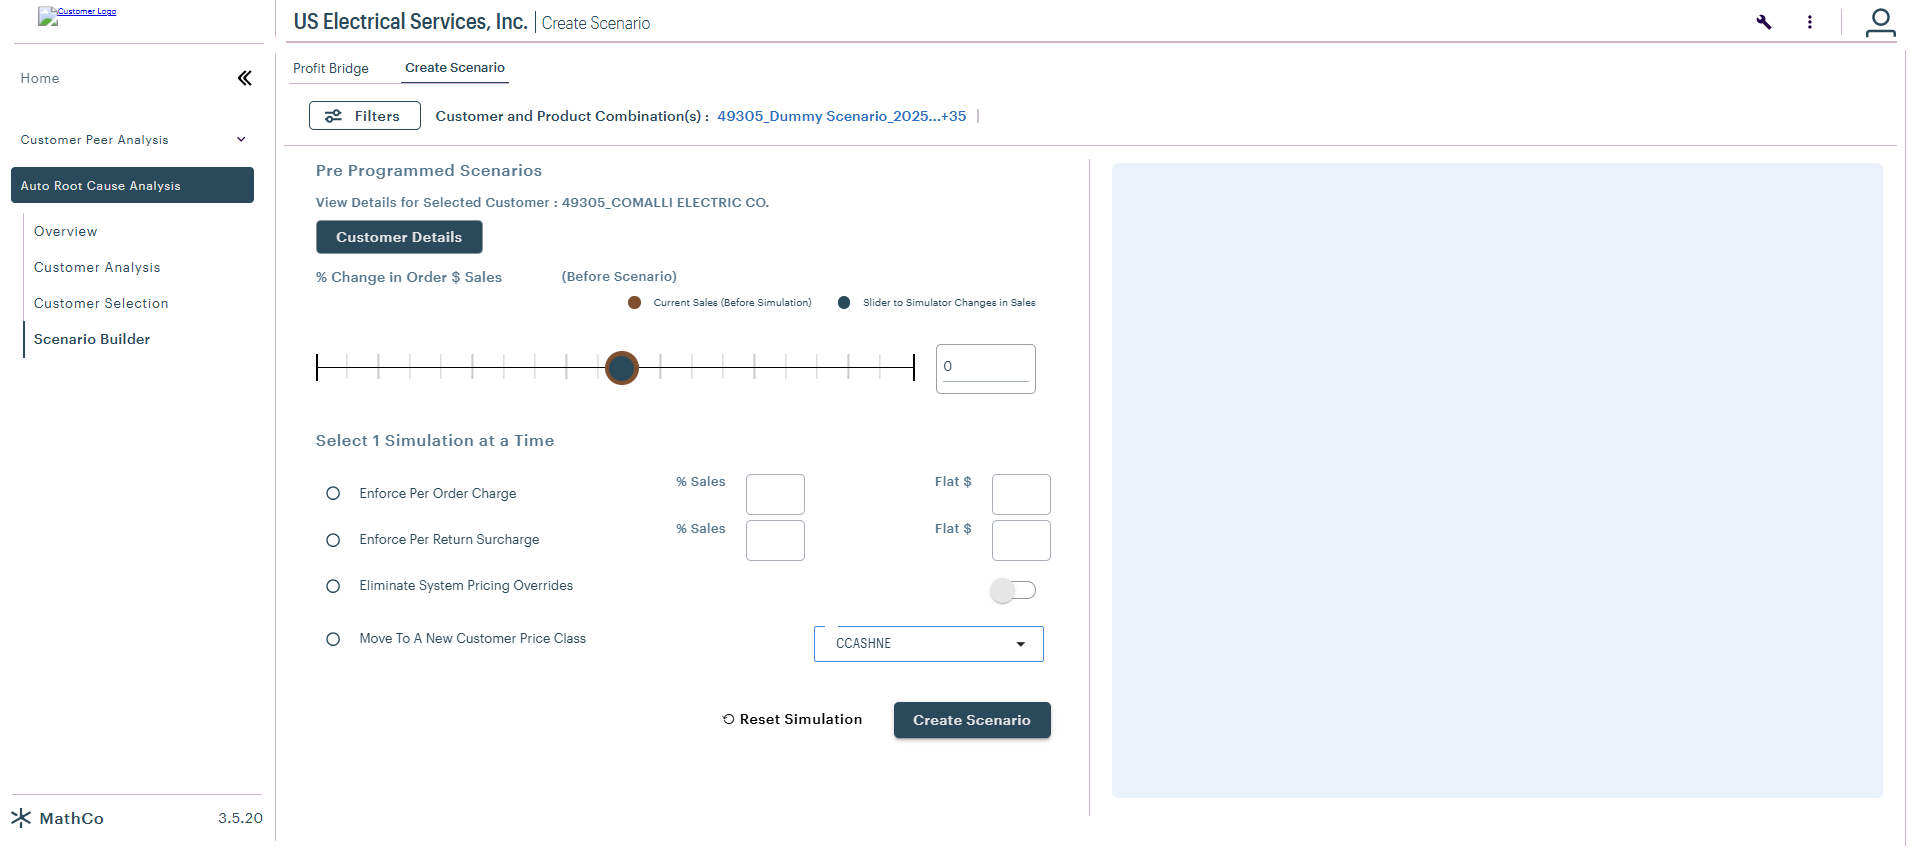 Customer Logo
US Electrical Services, Inc. | Create Scenario
Home
Customer Peer Analysis
Auto Root Cause Analysis
Overview
Customer Analysis
Customer Selection
Scenario Builder
MathCo 3.5.20
Profit Bridge Create Scenario
Filters Customer and Product Combination(s) : 49305_Dummy Scenario_2025...+35
Pre Programmed Scenarios
View Details for Selected Customer : 49305_COMALLI ELECTRIC CO.
Customer Details
% Change in Order $ Sales (Before Scenario)
Current Sales (Before Simulation) Slider to Simulator Changes in Sales
0
Select 1 Simulation at a Time
Enforce Per Order Charge % Sales Flat $
Enforce Per Return Surcharge % Sales Flat $
Eliminate System Pricing Overrides
Move To A New Customer Price Class CCASHNE
Reset Simulation Create Scenario